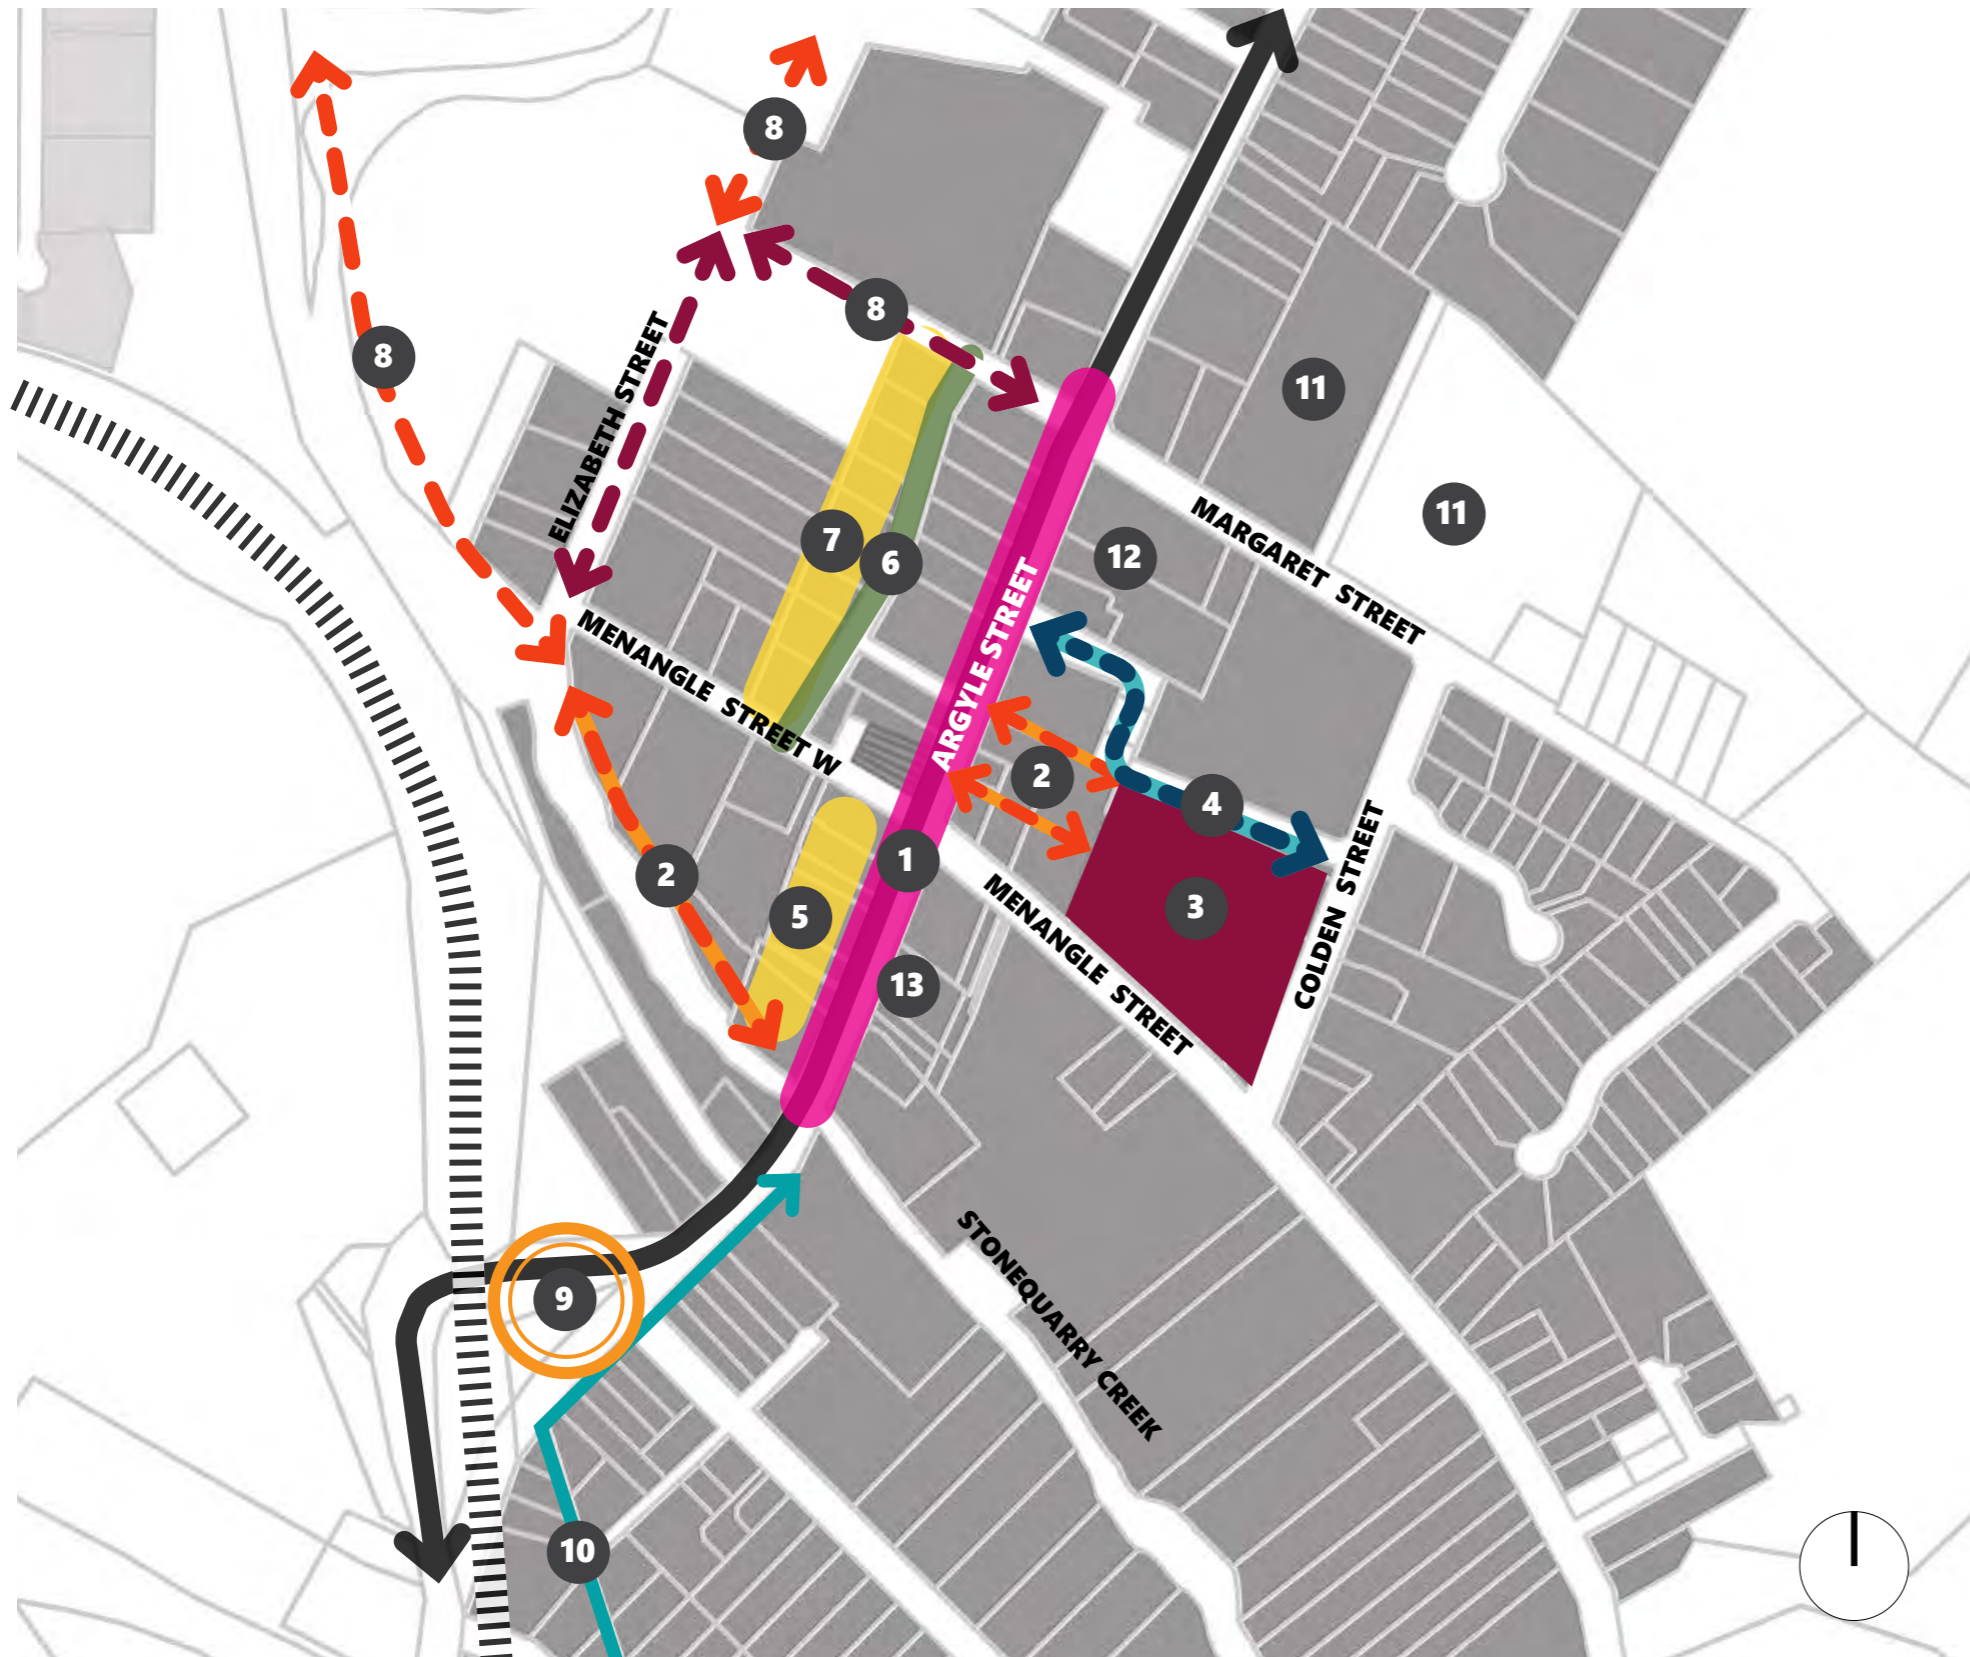 8
8
8
ELIZABETH STREET
11
11
MARGARET STREET
12
7
6
ARGYLE STREET
MENANGLE STREET W
2
4
1
2
5
3
COLDEN STREET
MENANGLE STREET
13
STONEQUARRY CREEK
9
10